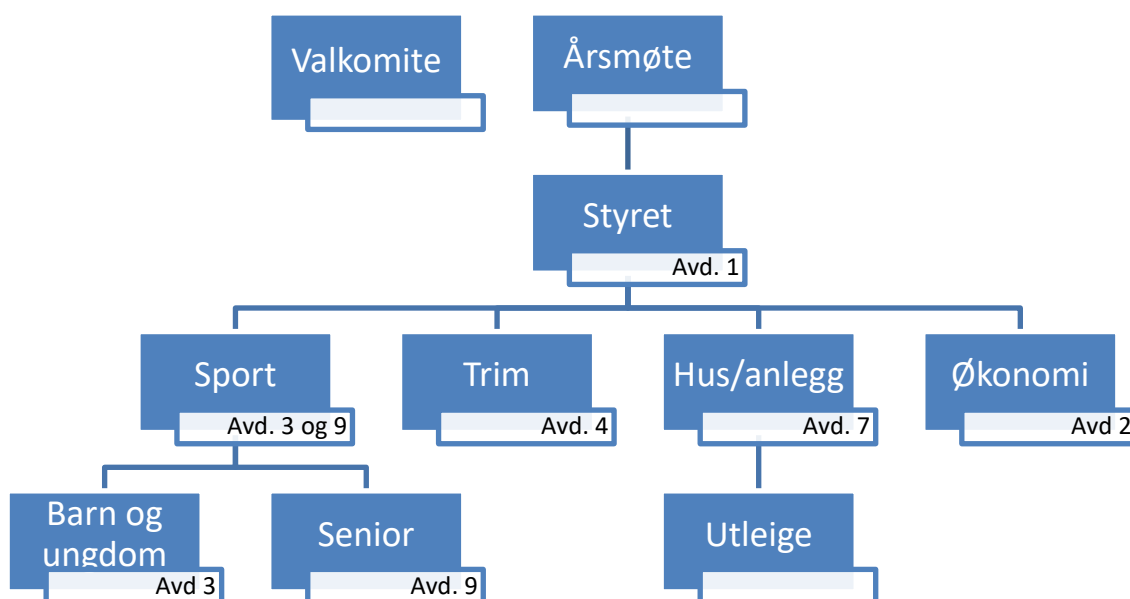 Valkomite
Årsmøte
Styret
Avd. 1
Sport
Avd. 3 og 9
Trim
Avd. 4
Hus/anlegg
Avd. 7
Økonomi
Avd 2
Barn og
ungdom
Avd 3
Senior
Avd. 9
Utleige